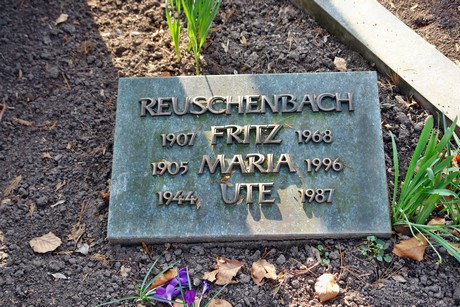 REUSCHENBACH
1907 FRITZ 1968
1905 MARIA 1996
1944 UTE 1987